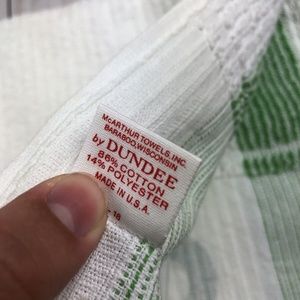 McARTHUR TOWELS, INC.
BARABOO, WISCONSIN
by DUNDEE
86% COTTON
14% POLYESTER
MADE IN U.S.A.